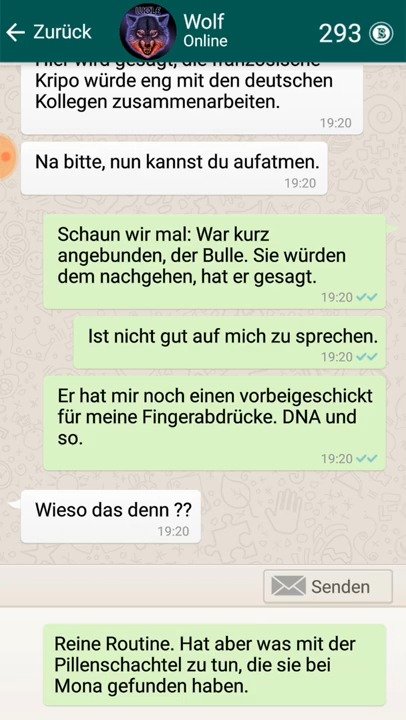 Zurück
Wolf
Online
293
Hier wird gesagt, die französische
Kripo würde eng mit den deutschen
Kollegen zusammenarbeiten.
19:20
Na bitte, nun kannst du aufatmen.
19:20
Schaun wir mal: War kurz
angebunden, der Bulle. Sie würden
dem nachgehen, hat er gesagt.
19:20
Ist nicht gut auf mich zu sprechen.
19:20
Er hat mir noch einen vorbeigeschickt
für meine Fingerabdrücke. DNA und
so.
19:20
Wieso das denn ??
19:20
Senden
Reine Routine. Hat aber was mit der
Pillenschachtel zu tun, die sie bei
Mona gefunden haben.